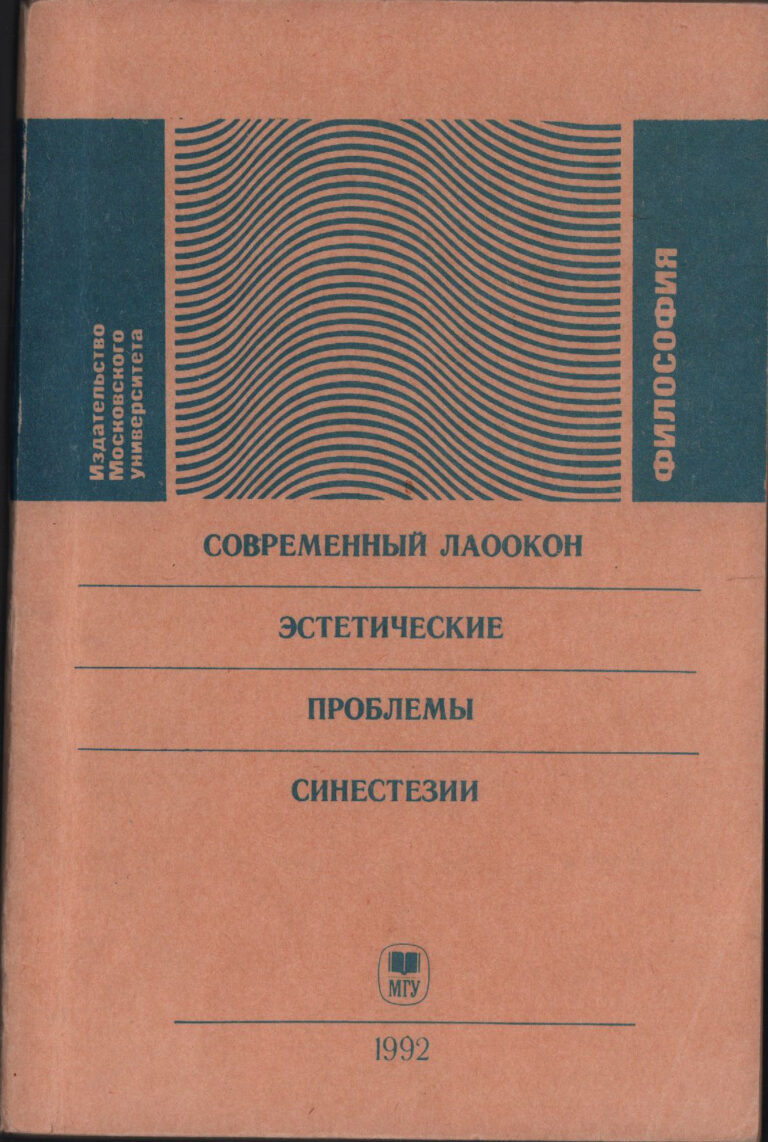 Издательство
Московского
университета
ФИЛОСОФИЯ
СОВРЕМЕННЫЙ ЛАООКОН
ЭСТЕТИЧЕСКИЕ
ПРОБЛЕМЫ
СИНЕСТЕЗИИ
МГУ
1992